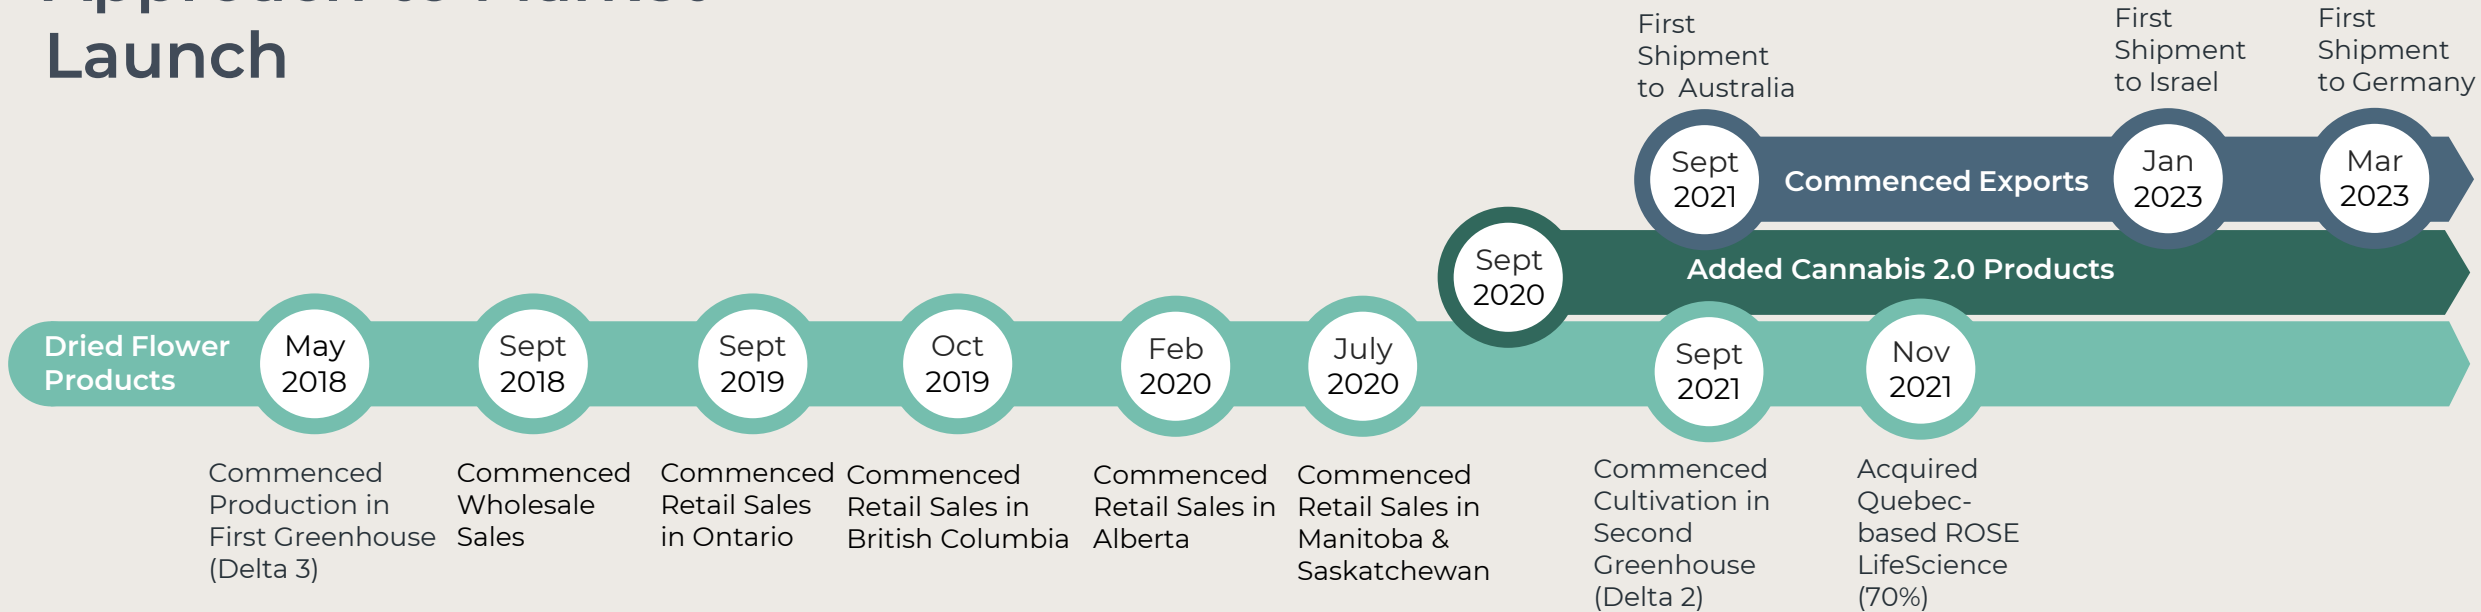 Approach to Market
Launch
First
Shipment
to Australia
First
Shipment
to Israel
First
Shipment
to Germany
Sept
2021
Commenced Exports
Jan
2023
Mar
2023
Sept
2020
Added Cannabis 2.0 Products
Dried Flower
Products
May
2018
Sept
2018
Sept
2019
Oct
2019
Feb
2020
July
2020
Sept
2021
Nov
2021
Commenced
Production in
First Greenhouse
(Delta 3)
Commenced
Wholesale
Sales
Commenced
Retail Sales
in Ontario
Commenced
Retail Sales in
British Columbia
Commenced
Retail Sales in
Alberta
Commenced
Retail Sales in
Manitoba &
Saskatchewan
Commenced
Cultivation in
Second
Greenhouse
(Delta 2)
Acquired
Quebec-
based ROSE
LifeScience
(70%)